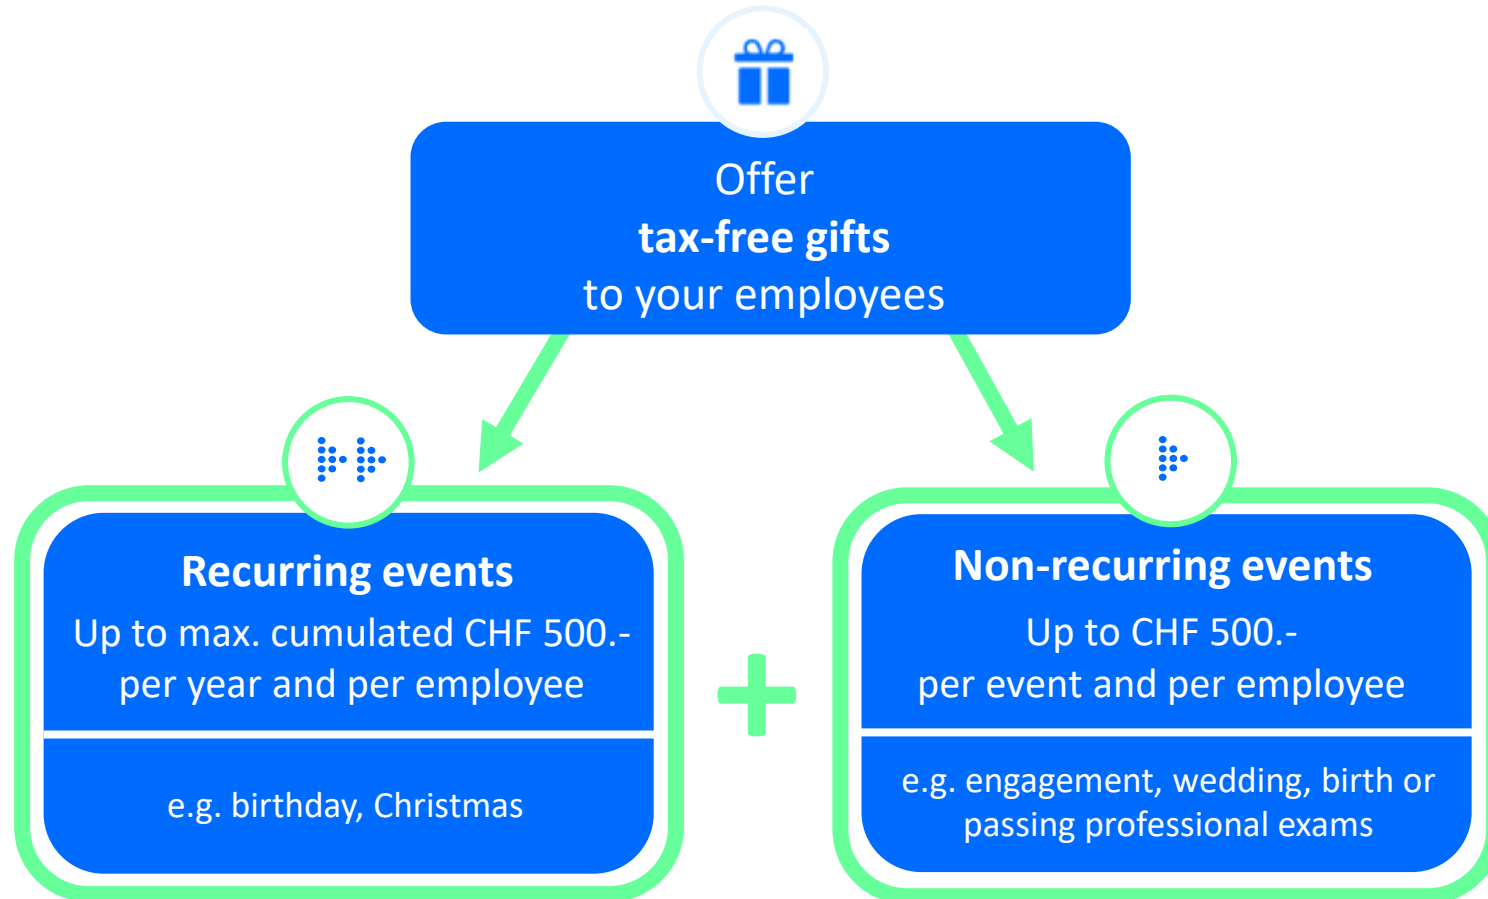 Offer
tax-free gifts
to your employees
Recurring events
Up to max. cumulated CHF 500.-
per year and per employee
e.g. birthday, Christmas
Non-recurring events
Up to CHF 500.-
per event and per employee
e.g. engagement, wedding, birth or
passing professional exams